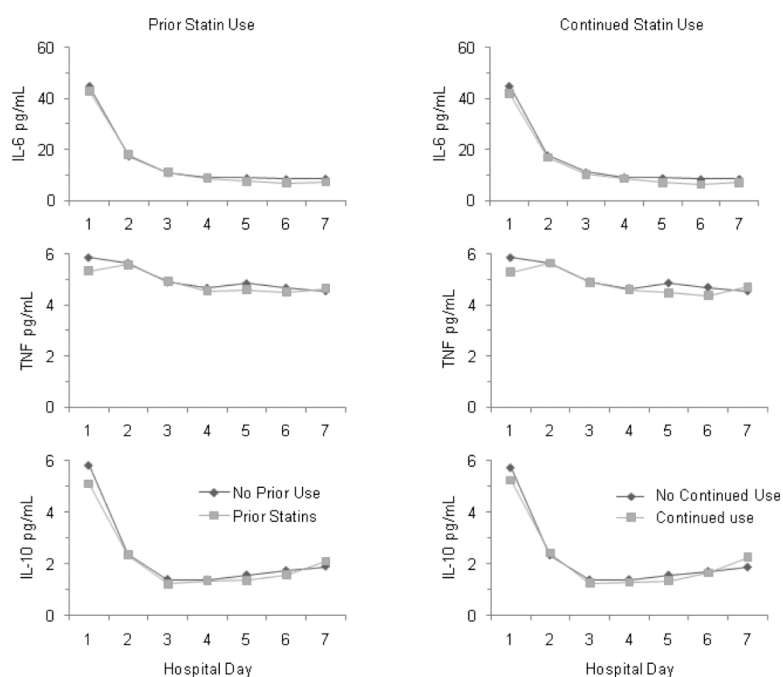 Prior Statin Use
Continued Statin Use
60
40
20
0
IL-6 pg/mL
1 2 3 4 5 6 7
60
40
20
0
IL-6 pg/mL
1 2 3 4 5 6 7
6
4
2
0
TNF pg/mL
1 2 3 4 5 6 7
6
4
2
0
TNF pg/mL
1 2 3 4 5 6 7
6
4
2
0
IL-10 pg/mL
No Prior Use
Prior Statins
1 2 3 4 5 6 7
Hospital Day
6
4
2
0
IL-10 pg/mL
No Continued Use
Continued use
1 2 3 4 5 6 7
Hospital Day